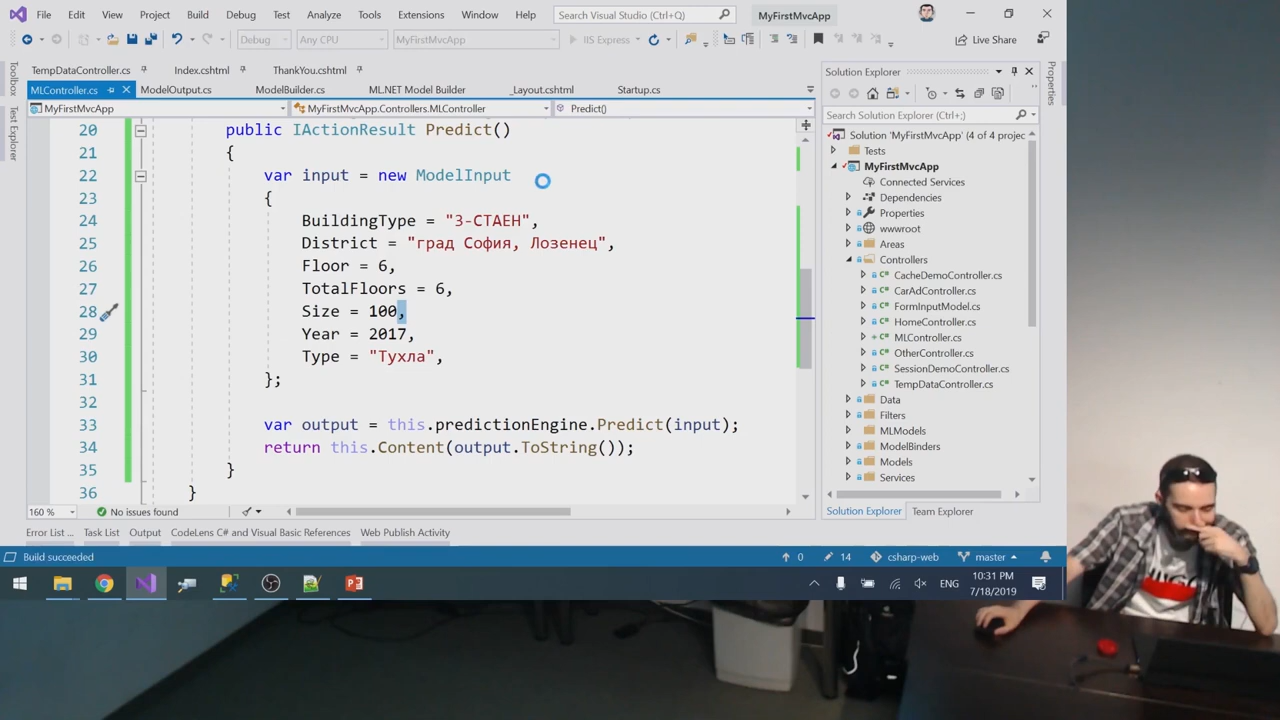 File Edit View Project Build Debug Test Analyze Tools Extensions Window Help Search Visual Studio (Ctrl+Q) MyFirstMvcApp
Debug Any CPU MyFirstMvcApp IIS Express Live Share
TempDataController.cs Index.cshtml ThankYou.cshtml
MLController.cs ModelOutput.cs ModelBuilder.cs ML.NET Model Builder _Layout.cshtml Startup.cs
MyFirstMvcApp MyFirstMvcApp.Controllers.MLController Predict()
Toolbox
Test Explorer
20 public IActionResult Predict()
21 {
22 var input = new ModelInput
23 {
24 BuildingType = "3-СТАЕН",
25 District = "град София, Лозенец",
26 Floor = 6,
27 TotalFloors = 6,
28 Size = 100,
29 Year = 2017,
30 Type = "Тухла",
31 };
32
33 var output = this.predictionEngine.Predict(input);
34 return this.Content(output.ToString());
35 }
36 }
160 % No issues found
Solution Explorer
Search Solution Explorer (Ctrl+;)
Solution 'MyFirstMvcApp' (4 of 4 projec
Tests
MyFirstMvcApp
Connected Services
Dependencies
Properties
wwwroot
Areas
Controllers
CacheDemoController.cs
CarAdController.cs
FormInputModel.cs
HomeController.cs
MLController.cs
OtherController.cs
SessionDemoController.cs
TempDataController.cs
Data
Filters
MLModels
ModelBinders
Models
Services
Solution Explorer Team Explorer
Properties
Error List ... Task List Output CodeLens C# and Visual Basic References Web Publish Activity
Build succeeded 0 14 csharp-web master
ENG 10:31 PM
7/18/2019